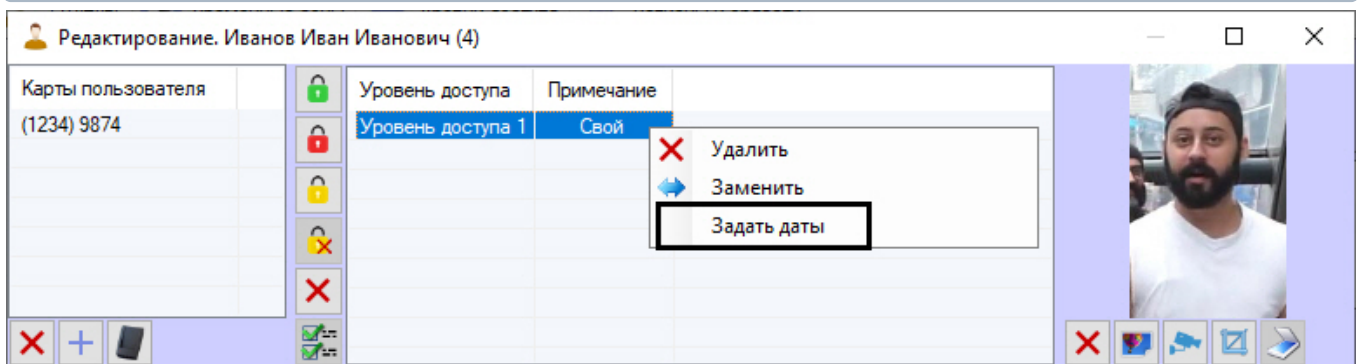 Редактирование. Иванов Иван Иванович (4)
Карты пользователя
(1234) 9874
Уровень доступа Примечание
Уровень доступа 1 Свой
Удалить
Заменить
Задать даты